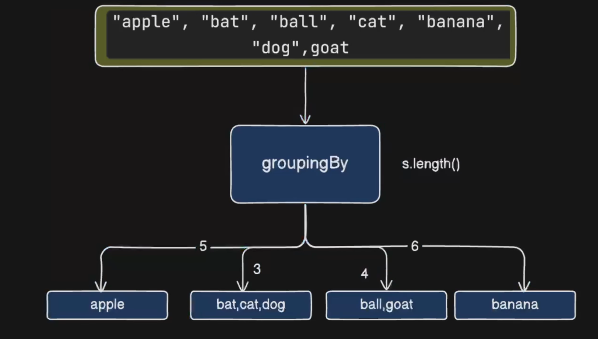 "apple", "bat", "ball", "cat", "banana",
"dog",goat
groupingBy
s.length()
5
6
3
4
apple
bat,cat,dog
ball,goat
banana